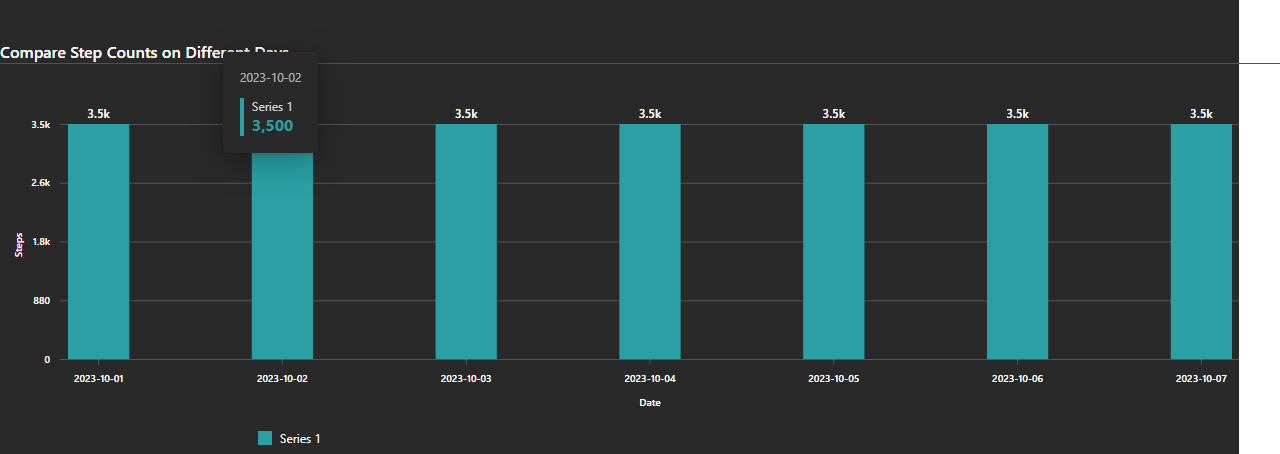 Compare Step Counts on Different Days
2023-10-02
Series 1
3,500
3.5k
3.5k
3.5k
3.5k
3.5k
3.5k
3.5k
2.6k
1.8k
880
0
Steps
2023-10-01
2023-10-02
2023-10-03
2023-10-04
2023-10-05
2023-10-06
2023-10-07
Date
Series 1